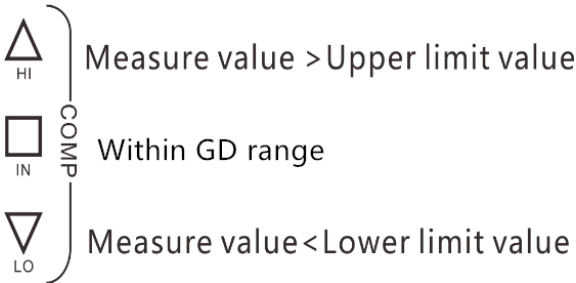 HI
Measure value >Upper limit value
COMP
IN
Within GD range
LO
Measure value<Lower limit value